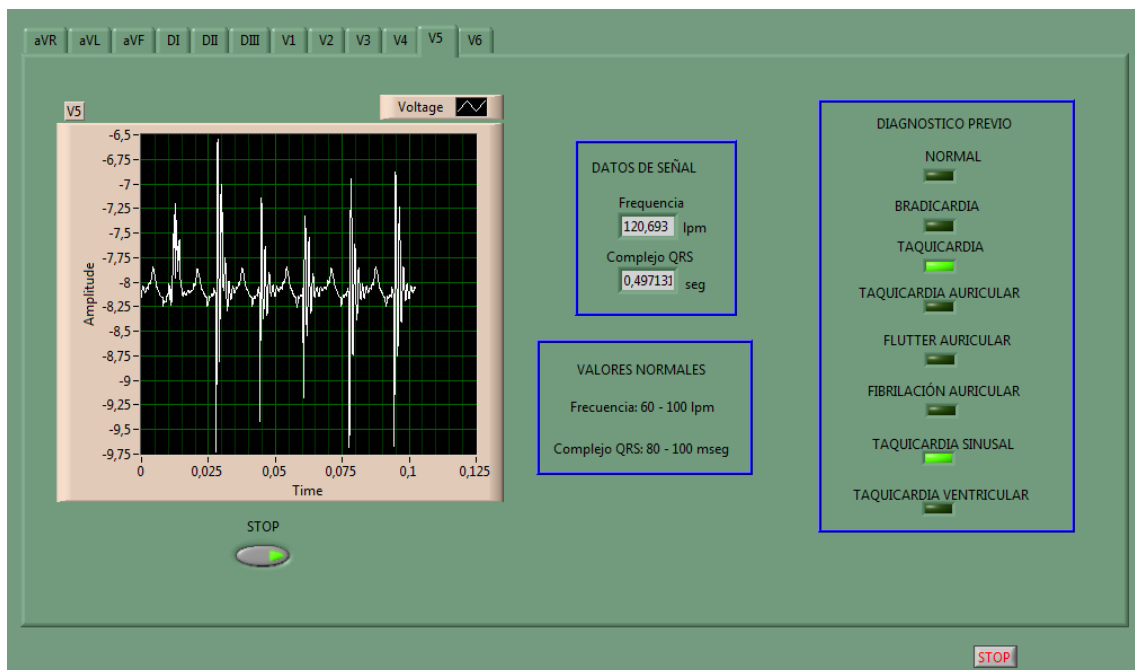 aVR aVL aVF DI DII DIII V1 V2 V3 V4 V5 V6
V5
Voltage
-6,5
-6,75
-7
-7,25
-7,5
-7,75
-8
-8,25
-8,5
-8,75
-9
-9,25
-9,5
-9,75
Amplitude
0 0,025 0,05 0,075 0,1 0,125
Time
STOP
DATOS DE SEÑAL
Frequencia
120,693 lpm
Complejo QRS
0,497131 seg
VALORES NORMALES
Frecuencia: 60 - 100 lpm
Complejo QRS: 80 - 100 mseg
DIAGNOSTICO PREVIO
NORMAL
BRADICARDIA
TAQUICARDIA
TAQUICARDIA AURICULAR
FLUTTER AURICULAR
FIBRILACIÓN AURICULAR
TAQUICARDIA SINUSAL
TAQUICARDIA VENTRICULAR
STOP